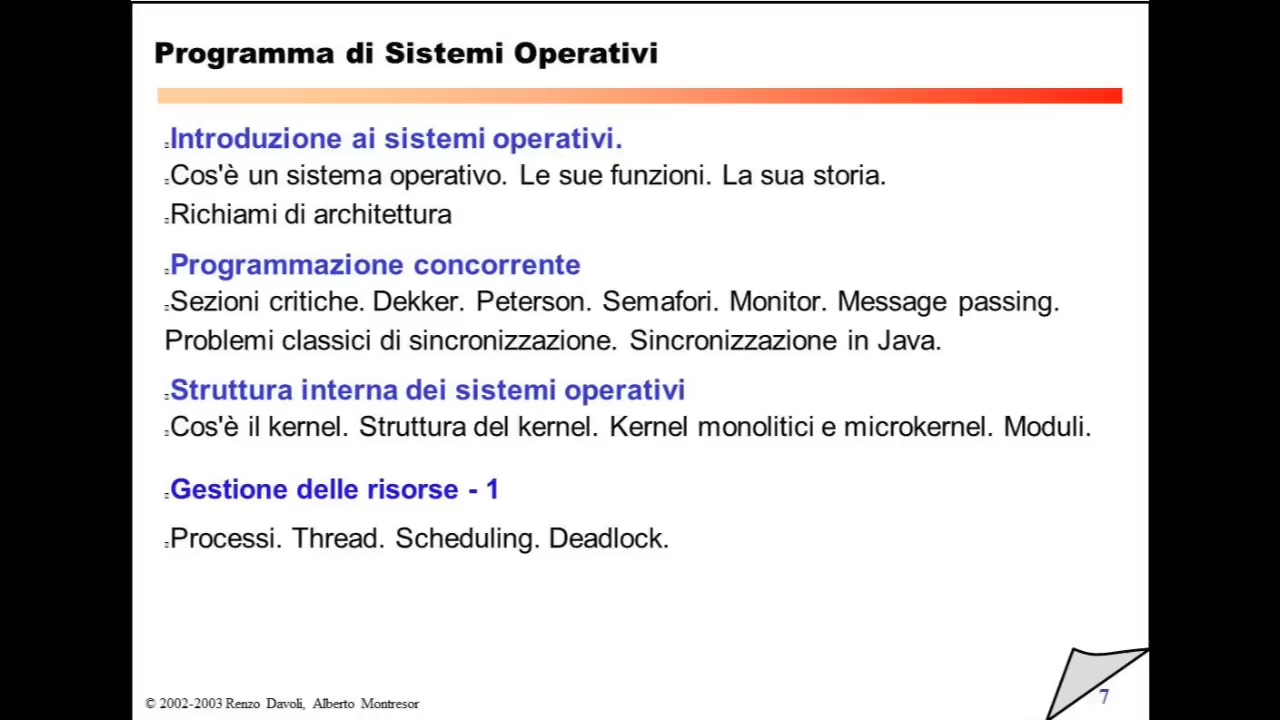 Programma di Sistemi Operativi
Introduzione ai sistemi operativi.
Cos'è un sistema operativo. Le sue funzioni. La sua storia.
Richiami di architettura
Programmazione concorrente
Sezioni critiche. Dekker. Peterson. Semafori. Monitor. Message passing.
Problemi classici di sincronizzazione. Sincronizzazione in Java.
Struttura interna dei sistemi operativi
Cos'è il kernel. Struttura del kernel. Kernel monolitici e microkernel. Moduli.
Gestione delle risorse - 1
Processi. Thread. Scheduling. Deadlock.
© 2002-2003 Renzo Davoli, Alberto Montresor
7